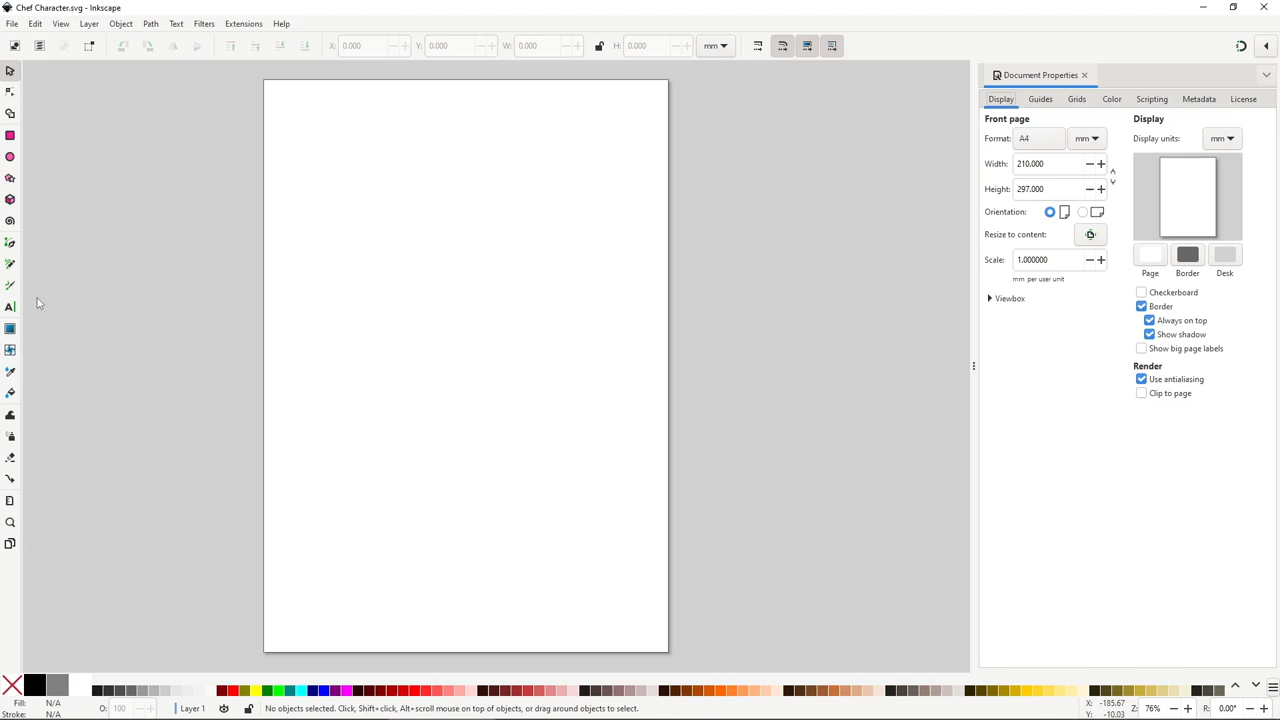 Chef Character.svg - Inkscape
File Edit View Layer Object Path Text Filters Extensions Help
X: 0.000 Y: 0.000 W: 0.000 H: 0.000 mm
Document Properties
Display Guides Grids Color Scripting Metadata License
Front page Display
Format: A4 mm Display units: mm
Width: 210.000
Height: 297.000
Orientation:
Resize to content:
Scale: 1.000000
Page Border Desk
mm per user unit
Checkerboard
Viewbox
Border
Always on top
Show shadow
Show big page labels
Render
Use antialiasing
Clip to page
Fill: N/A
Stroke: N/A
O: 100
Layer 1
No objects selected. Click, Shift+click, Alt+scroll mouse on top of objects, or drag around objects to select.
X: -185.67
Y: -10.03
Z: 76%
R: 0.00°